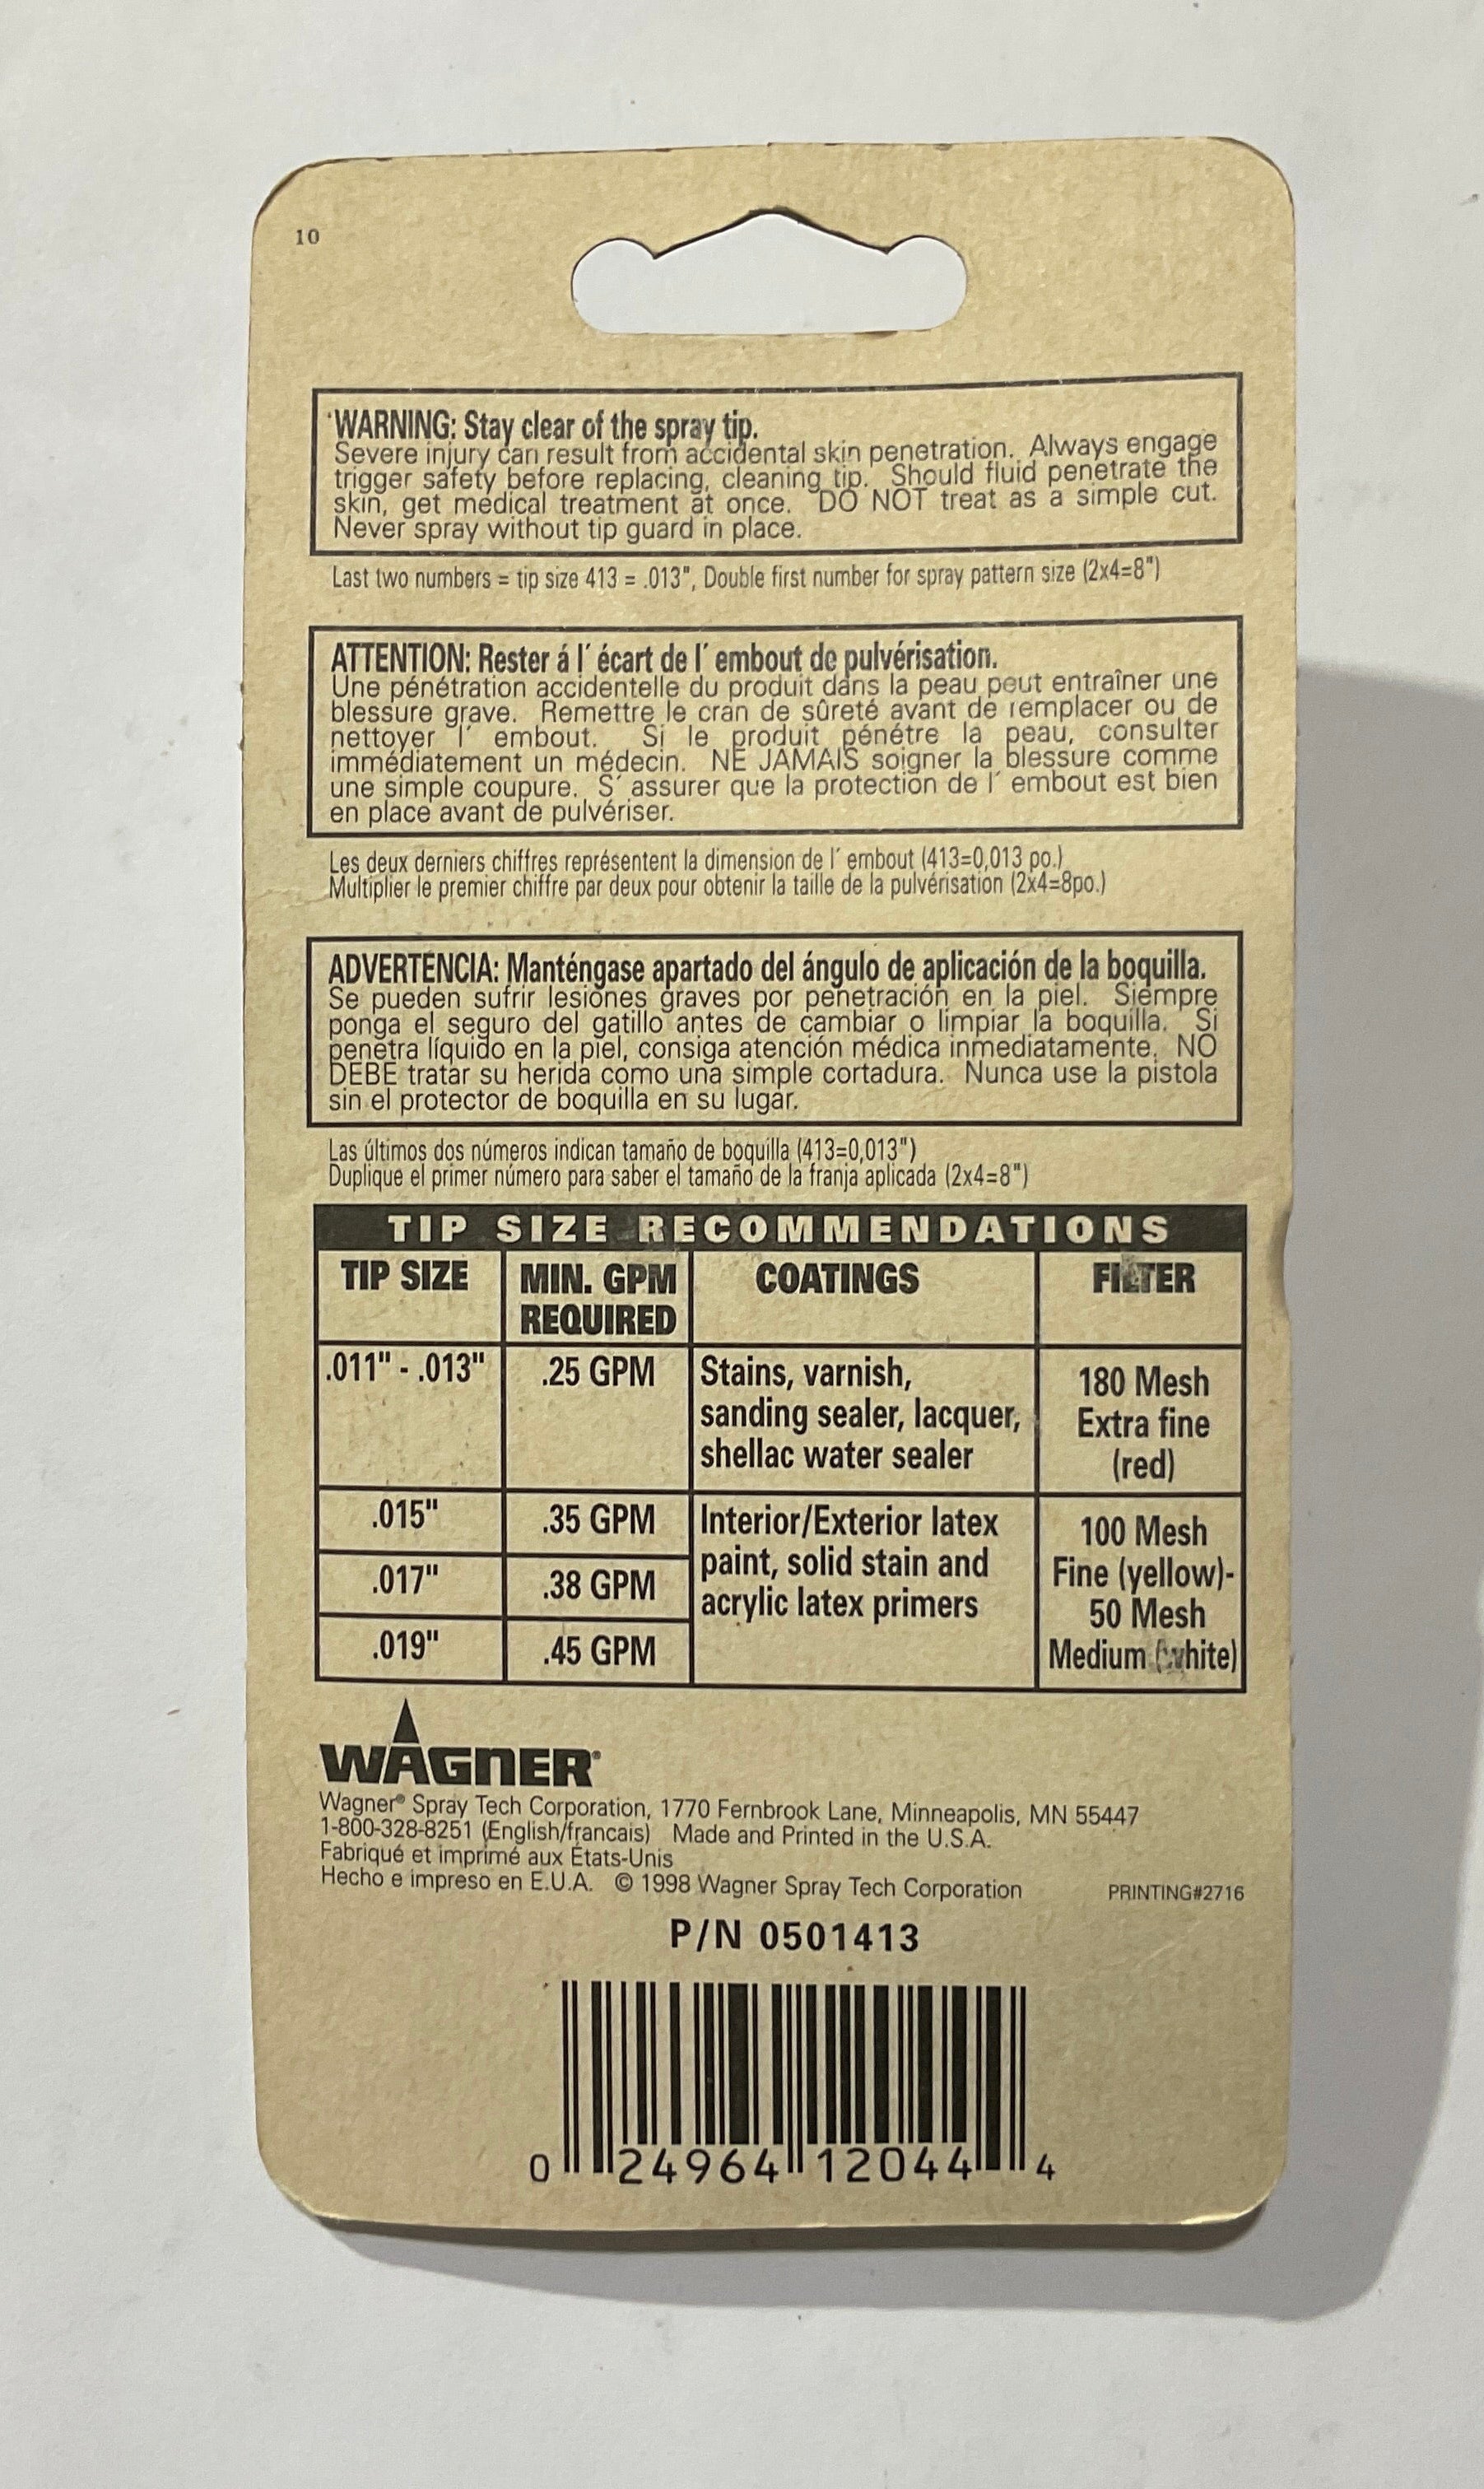 10
WARNING: Stay clear of the spray tip.
Severe injury can result from accidental skin penetration. Always engage
trigger safety before replacing, cleaning tip. Should fluid penetrate the
skin, get medical treatment at once. DO NOT treat as a simple cut.
Never spray without tip guard in place.
Last two numbers = tip size 413 = .013", Double first number for spray pattern size (2x4=8")
ATTENTION: Rester á l´ écart de l´ embout de pulvérisation.
Une pénétration accidentelle du produit dans la peau peut entraîner une
blessure grave. Remettre le cran de sûreté avant de remplacer ou de
nettoyer l´ embout. Si le produit pénétre la peau, consulter
immédiatement un médecin. NE JAMAIS soigner la blessure comme
une simple coupure. S´ assurer que la protection de l´ embout est bien
en place avant de pulvériser.
Les deux derniers chiffres représentent la dimension de l´ embout (413=0,013 po.)
Multiplier le premier chiffre par deux pour obtenir la taille de la pulvérisation (2x4=8po.)
ADVERTENCIA: Manténgase apartado del ángulo de aplicación de la boquilla.
Se pueden sufrir lesiones graves por penetración en la piel. Siempre
ponga el seguro del gatillo antes de cambiar o limpiar la boquilla. Si
penetra líquido en la piel, consiga atención médica inmediatamente. NO
DEBE tratar su herida como una simple cortadura. Nunca use la pistola
sin el protector de boquilla en su lugar.
Las últimos dos números indican tamaño de boquilla (413=0,013")
Duplique el primer número para saber el tamaño de la franja aplicada (2x4=8")
TIP SIZE RECOMMENDATIONS
TIP SIZE MIN. GPM REQUIRED COATINGS FILTER
.011" - .013" .25 GPM Stains, varnish, 180 Mesh
sanding sealer, lacquer, Extra fine
shellac water sealer (red)
.015" .35 GPM Interior/Exterior latex 100 Mesh
.017" .38 GPM paint, solid stain and Fine (yellow)-
acrylic latex primers 50 Mesh
.019" .45 GPM Medium (white)
WAGNER®
Wagner® Spray Tech Corporation, 1770 Fernbrook Lane, Minneapolis, MN 55447
1-800-328-8251 (English/francais) Made and Printed in the U.S.A.
Fabriqué et imprimé aux États-Unis
Hecho e impreso en E.U.A. © 1998 Wagner Spray Tech Corporation PRINTING#2716
P/N 0501413
0 24964 12044 4